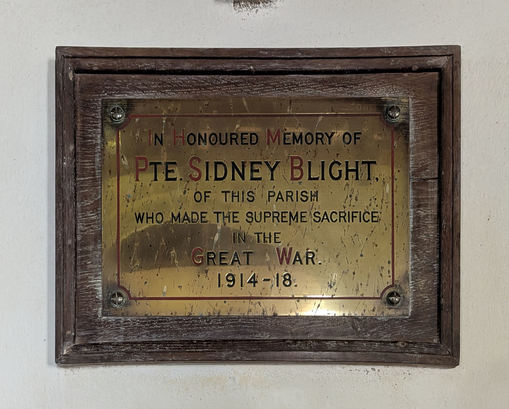 IN HONOURED MEMORY OF
PTE. SIDNEY BLIGHT,
OF THIS PARISH
WHO MADE THE SUPREME SACRIFICE
IN THE
GREAT WAR.
1914-18.